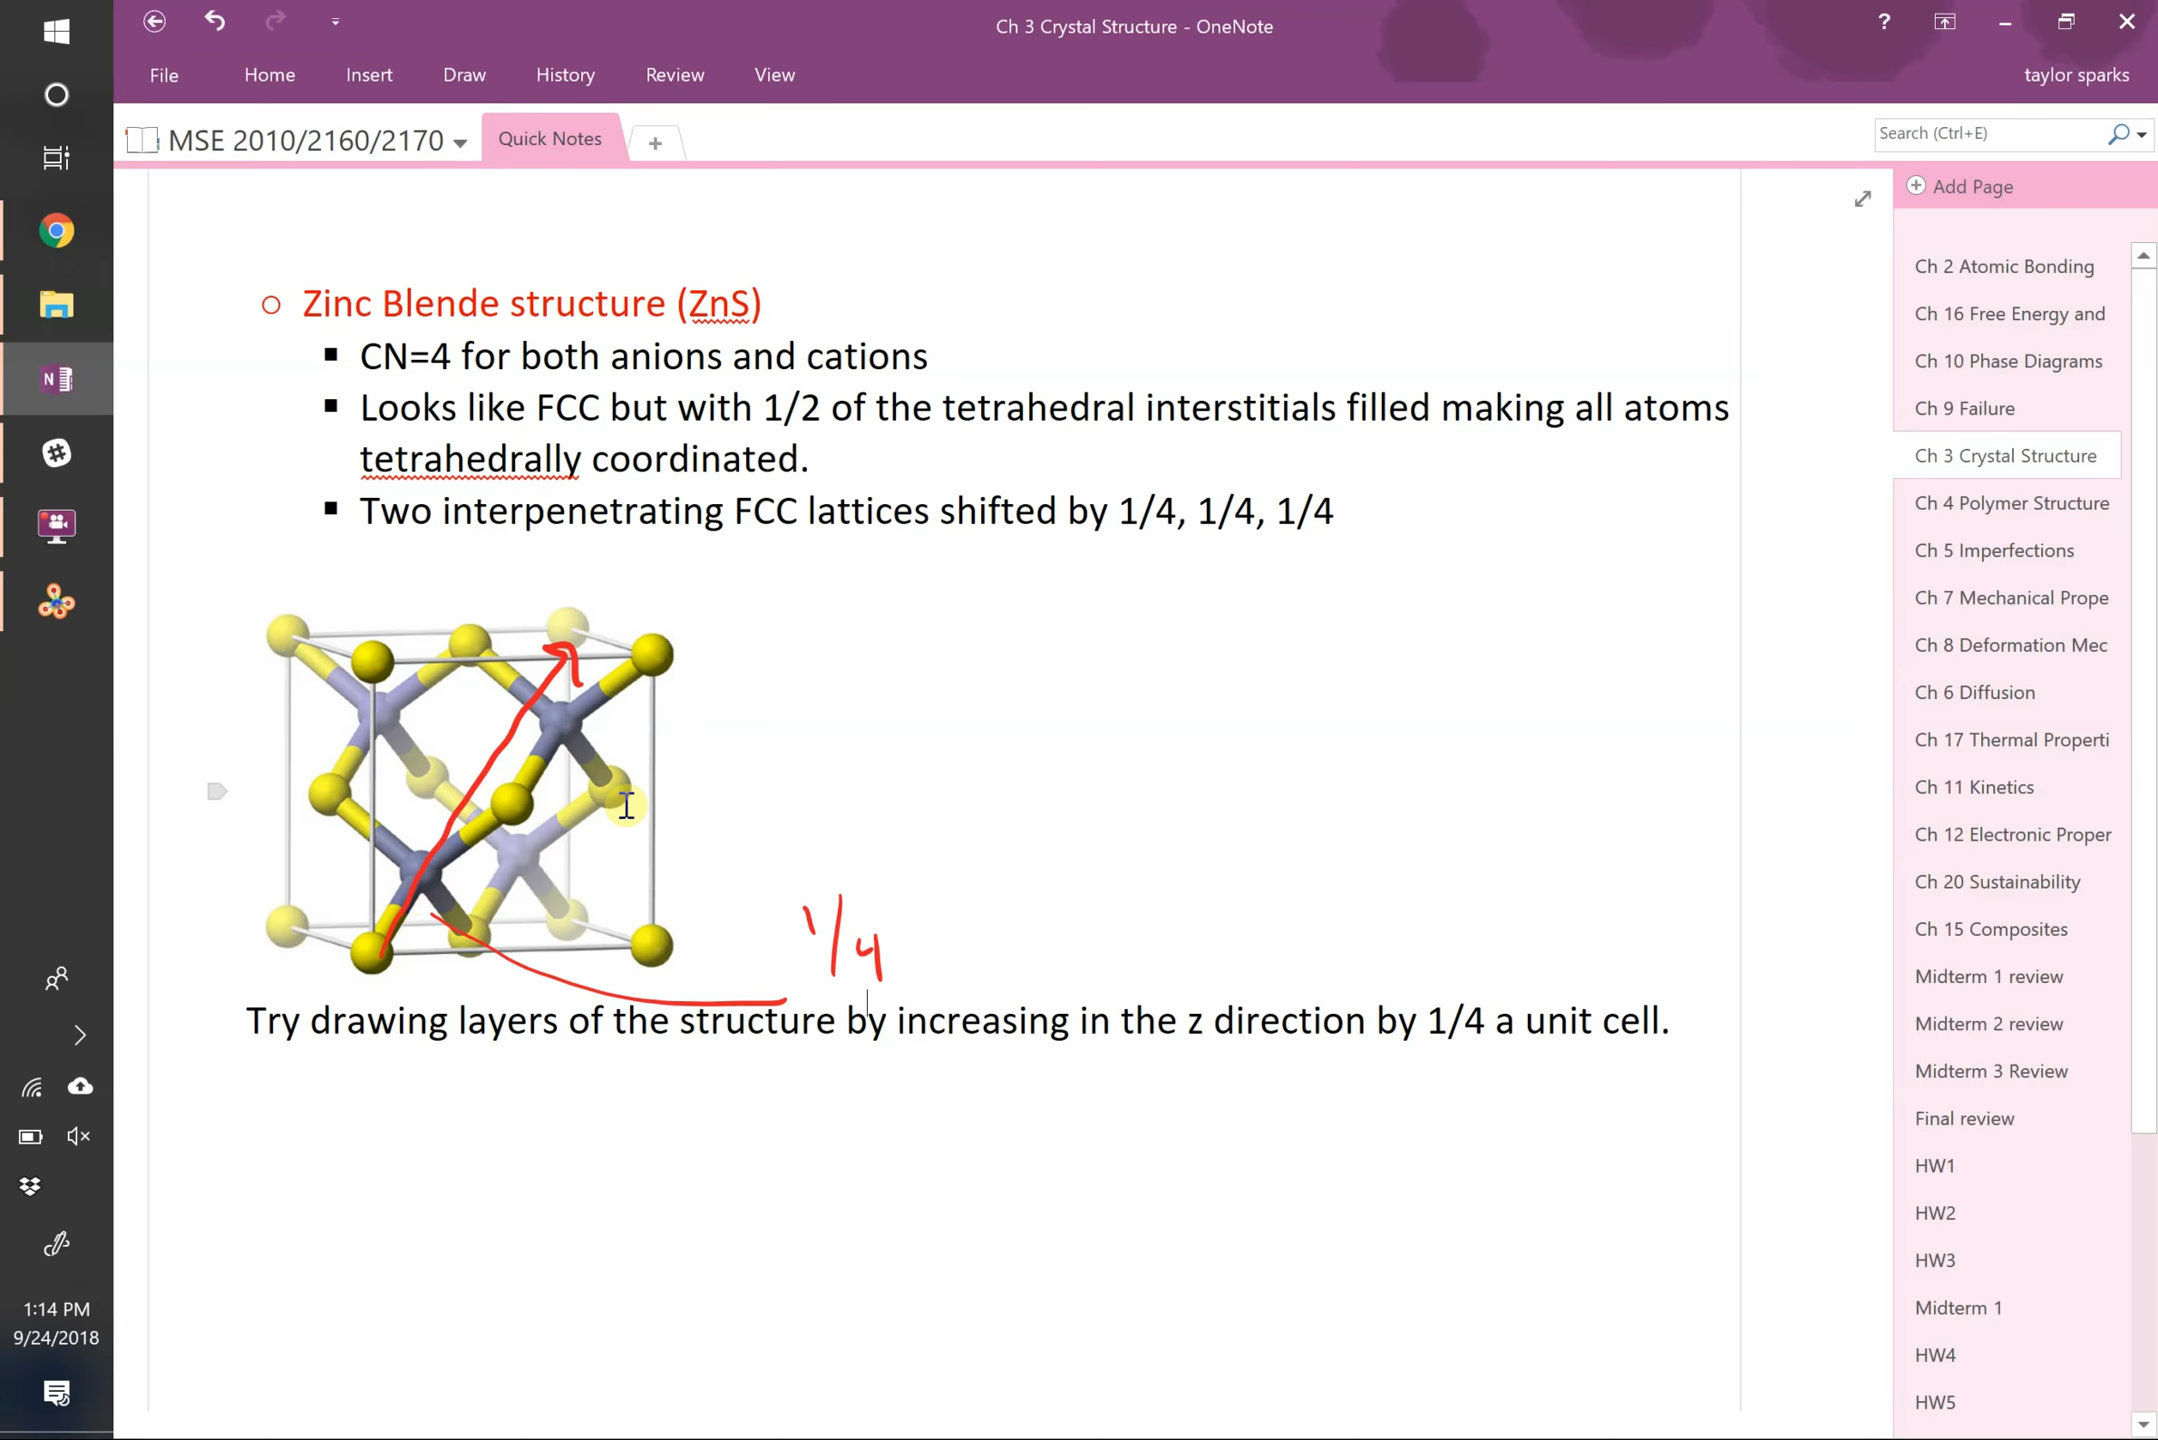 Ch 3 Crystal Structure - OneNote
?
File Home Insert Draw History Review View
taylor sparks
MSE 2010/2160/2170
Quick Notes
+
Search (Ctrl+E)
Add Page
Ch 2 Atomic Bonding
Ch 16 Free Energy and
Ch 10 Phase Diagrams
Ch 9 Failure
Ch 3 Crystal Structure
Ch 4 Polymer Structure
Ch 5 Imperfections
Ch 7 Mechanical Prope
Ch 8 Deformation Mec
Ch 6 Diffusion
Ch 17 Thermal Properti
Ch 11 Kinetics
Ch 12 Electronic Proper
Ch 20 Sustainability
Ch 15 Composites
Midterm 1 review
Midterm 2 review
Midterm 3 Review
Final review
HW1
HW2
HW3
Midterm 1
HW4
HW5
Zinc Blende structure (ZnS)
CN=4 for both anions and cations
Looks like FCC but with 1/2 of the tetrahedral interstitials filled making all atoms
tetrahedrally coordinated.
Two interpenetrating FCC lattices shifted by 1/4, 1/4, 1/4
1/4
Try drawing layers of the structure by increasing in the z direction by 1/4 a unit cell.
N
1:14 PM
9/24/2018